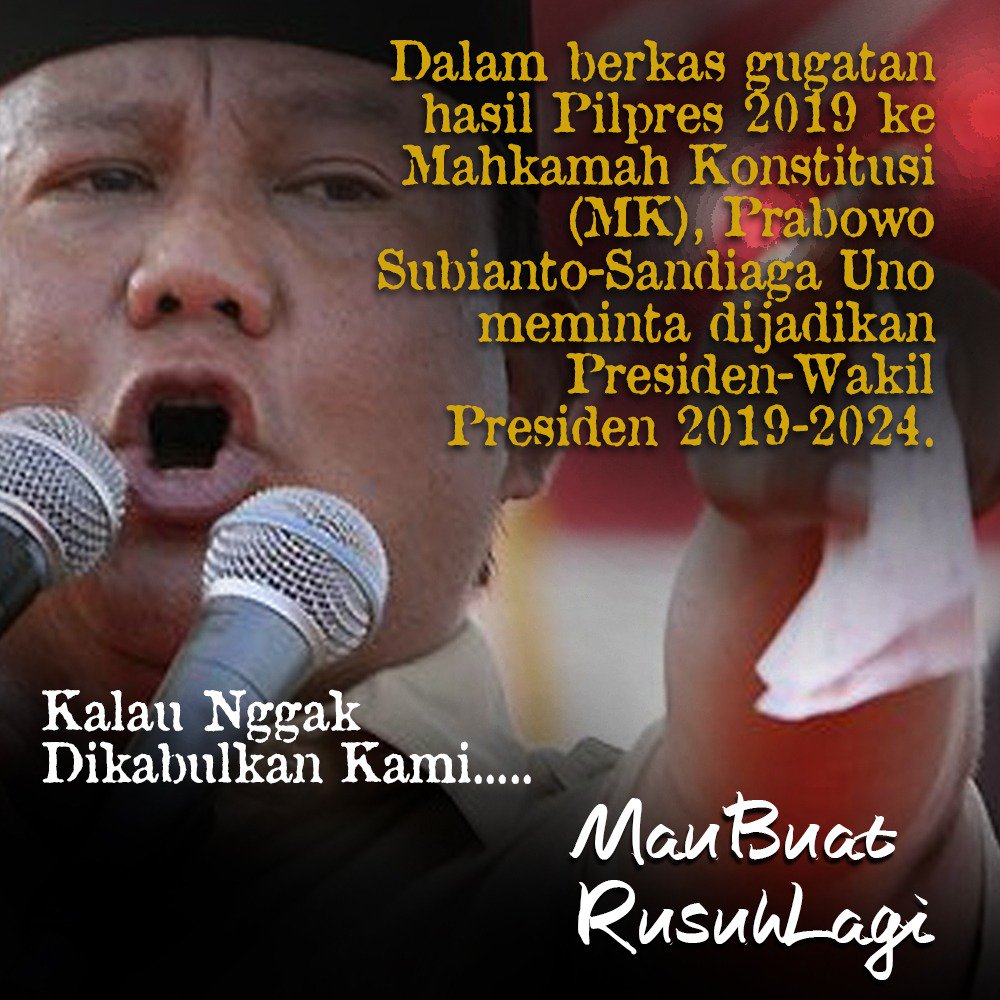 Dalam berkas gugatan
hasil Pilpres 2019 ke
Mahkamah Konstitusi
(MK), Prabowo
Subianto-Sandiaga Uno
meminta dijadikan
Presiden-Wakil
Presiden 2019-2024.
Kalau Nggak
Dikabulkan Kami.....
MauBuat
RusuhLagi